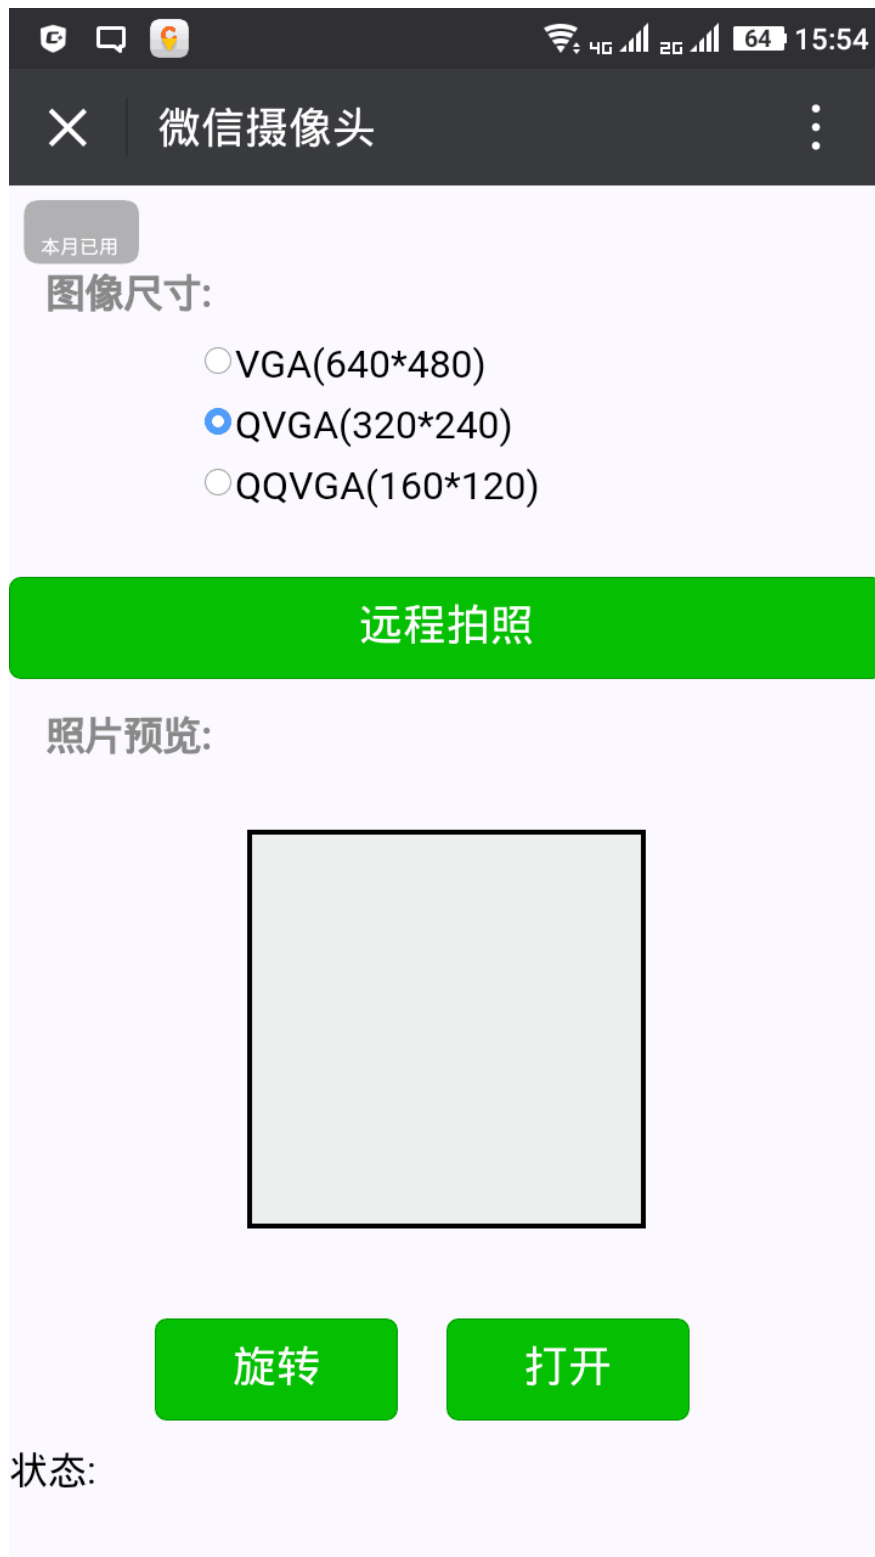 4G 2G 64 15:54
微信摄像头
本月已用
图像尺寸:
VGA(640*480)
QVGA(320*240)
QQVGA(160*120)
远程拍照
照片预览:
旋转 打开
状态: